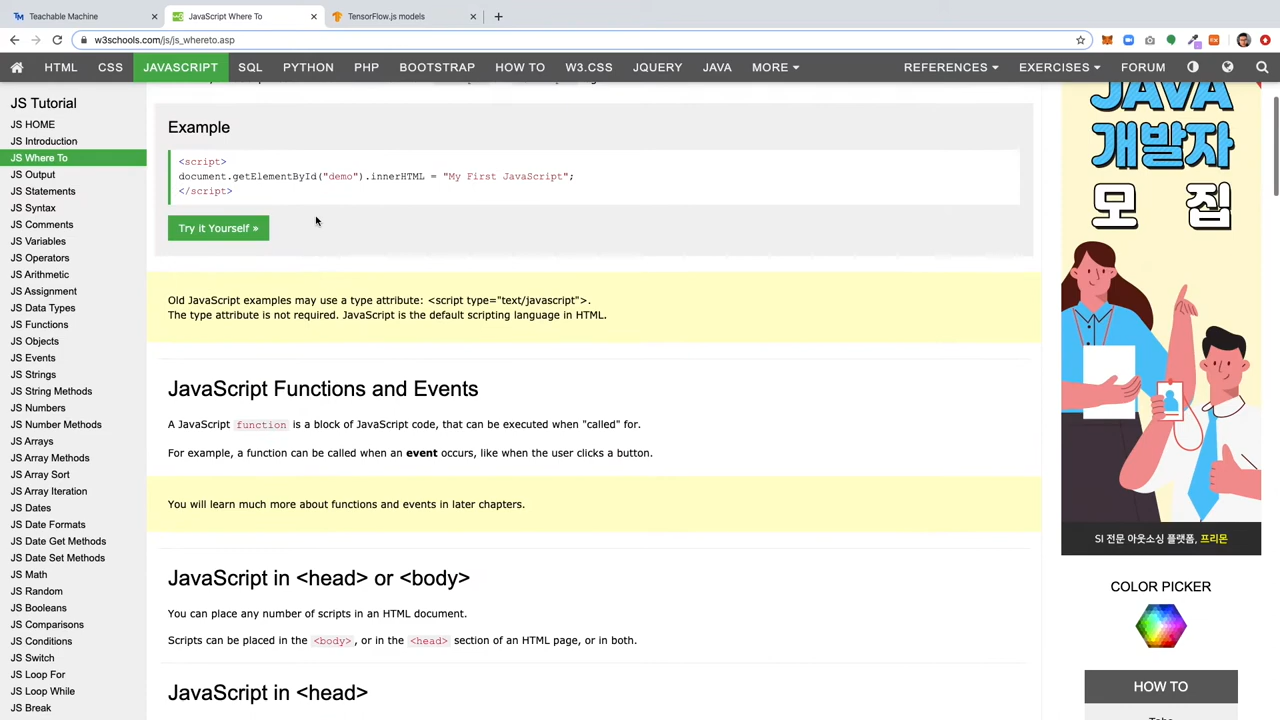 Teachable Machine
JavaScript Where To
TensorFlow.js models
w3schools.com/js/js_whereto.asp
HTML CSS JAVASCRIPT SQL PYTHON PHP BOOTSTRAP HOW TO W3.CSS JQUERY JAVA MORE REFERENCES EXERCISES FORUM
JS Tutorial
JS HOME
JS Introduction
JS Where To
JS Output
JS Statements
JS Syntax
JS Comments
JS Variables
JS Operators
JS Arithmetic
JS Assignment
JS Data Types
JS Functions
JS Objects
JS Events
JS Strings
JS String Methods
JS Numbers
JS Number Methods
JS Arrays
JS Array Methods
JS Array Sort
JS Array Iteration
JS Dates
JS Date Formats
JS Date Get Methods
JS Date Set Methods
JS Math
JS Random
JS Booleans
JS Comparisons
JS Conditions
JS Switch
JS Loop For
JS Loop While
JS Break
Example
<script>
document.getElementById("demo").innerHTML = "My First JavaScript";
</script>
Try it Yourself »
Old JavaScript examples may use a type attribute: <script type="text/javascript">.
The type attribute is not required. JavaScript is the default scripting language in HTML.
JavaScript Functions and Events
A JavaScript function is a block of JavaScript code, that can be executed when "called" for.
For example, a function can be called when an event occurs, like when the user clicks a button.
You will learn much more about functions and events in later chapters.
JavaScript in <head> or <body>
You can place any number of scripts in an HTML document.
Scripts can be placed in the <body>, or in the <head> section of an HTML page, or in both.
JavaScript in <head>
JAVA
개발자
모집
SI 전문 아웃소싱 플랫폼, 프리몬
COLOR PICKER
HOW TO